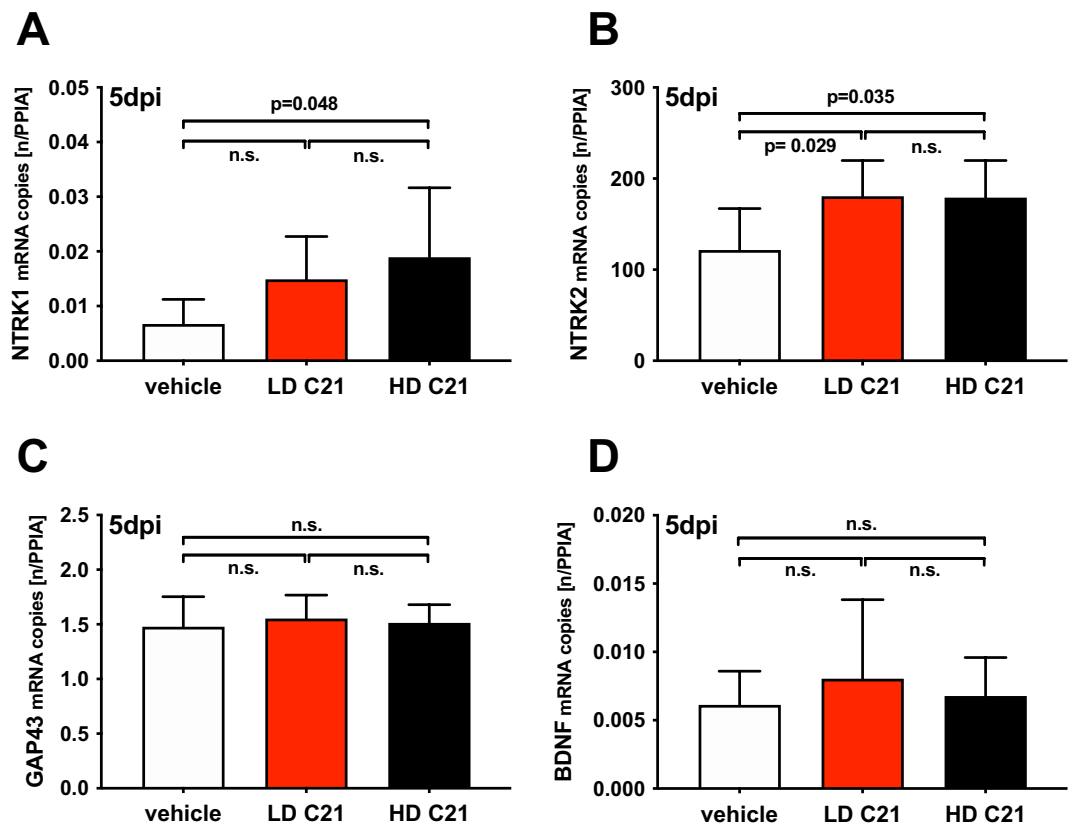 A
5dpi
p=0.048
n.s.
n.s.
NTRK1 mRNA copies [n/PPIA]
0.05
0.04
0.03
0.02
0.01
0.00
vehicle
LD C21
HD C21
B
5dpi
p=0.035
p= 0.029
n.s.
NTRK2 mRNA copies [n/PPIA]
300
200
100
0
vehicle
LD C21
HD C21
C
5dpi
n.s.
n.s.
n.s.
GAP43 mRNA copies [n/PPIA]
2.5
2.0
1.5
1.0
0.5
0.0
vehicle
LD C21
HD C21
D
5dpi
n.s.
n.s.
n.s.
BDNF mRNA copies [n/PPIA]
0.020
0.015
0.010
0.005
0.000
vehicle
LD C21
HD C21